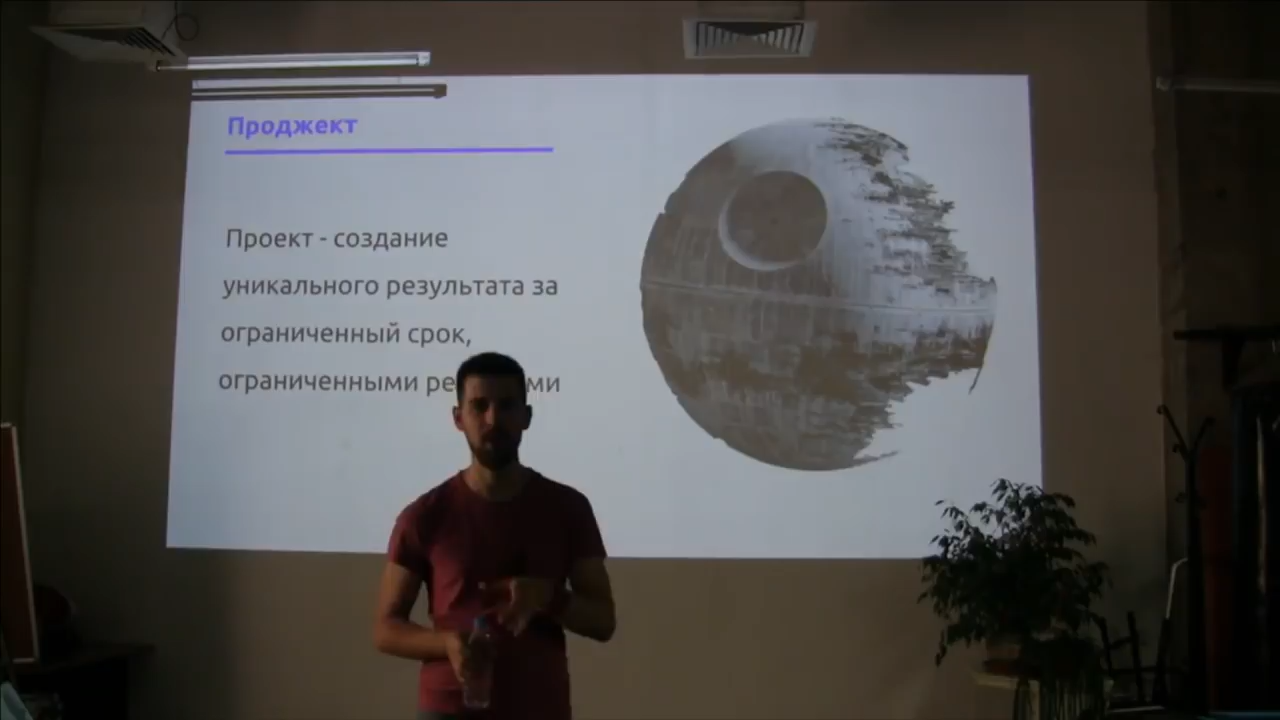 Проджект
Проект - создание
уникального результата за
ограниченный срок,
ограниченными